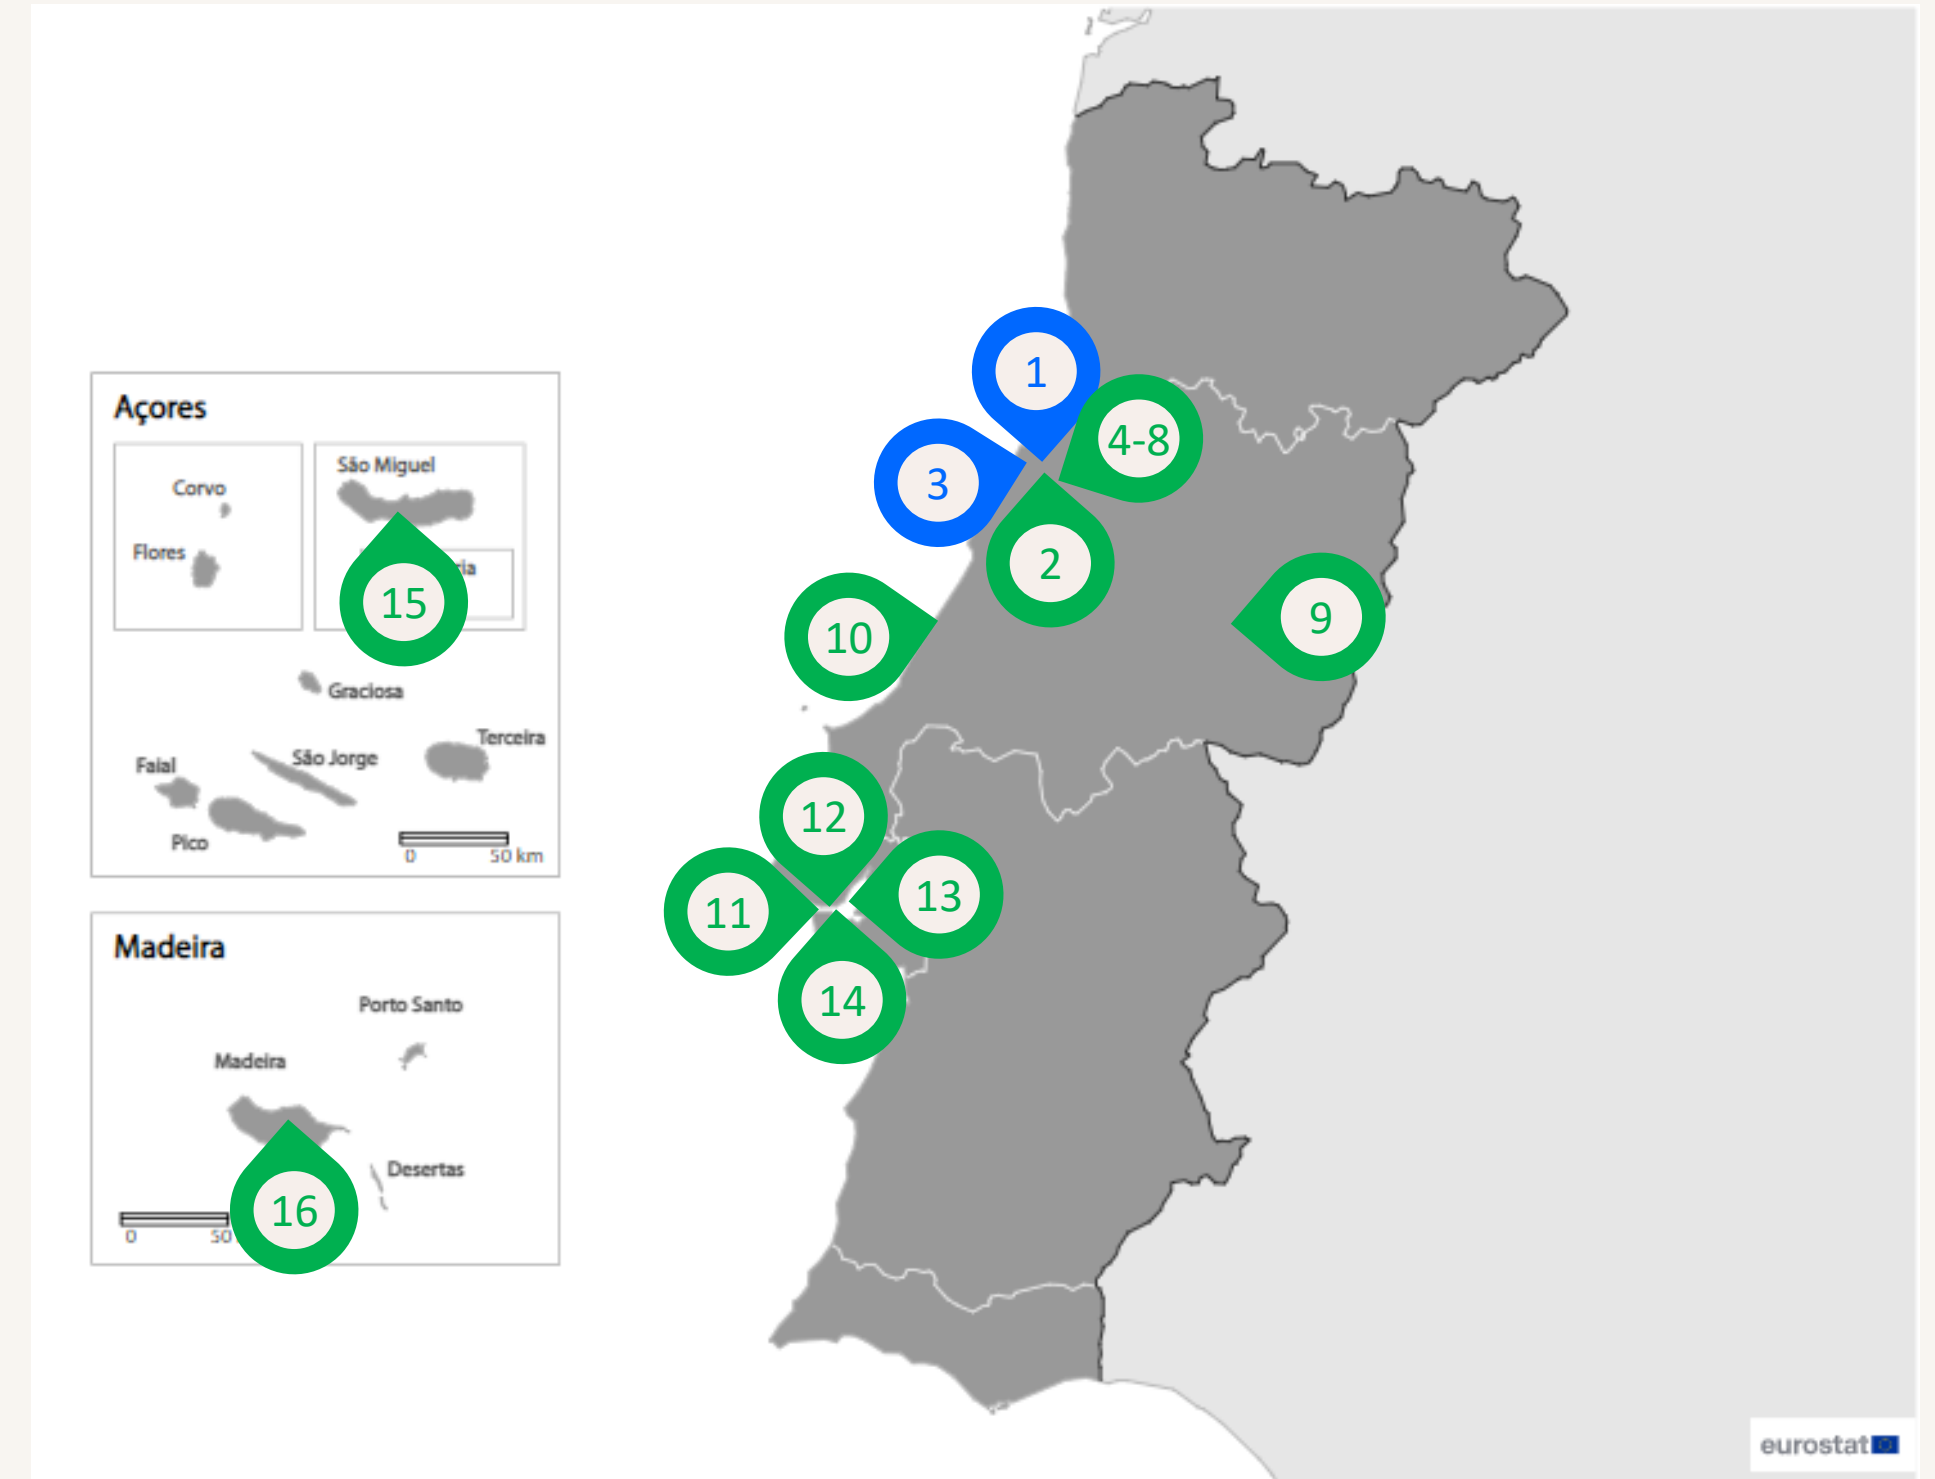 1
4-8
3
2
9
10
12
11
13
14
Açores
São Miguel
Corvo
Flores
15
Graciosa
Terceira
São Jorge
Faial
Pico
0 50 km
Madeira
Porto Santo
Madeira
Desertas
16
0 50
eurostat